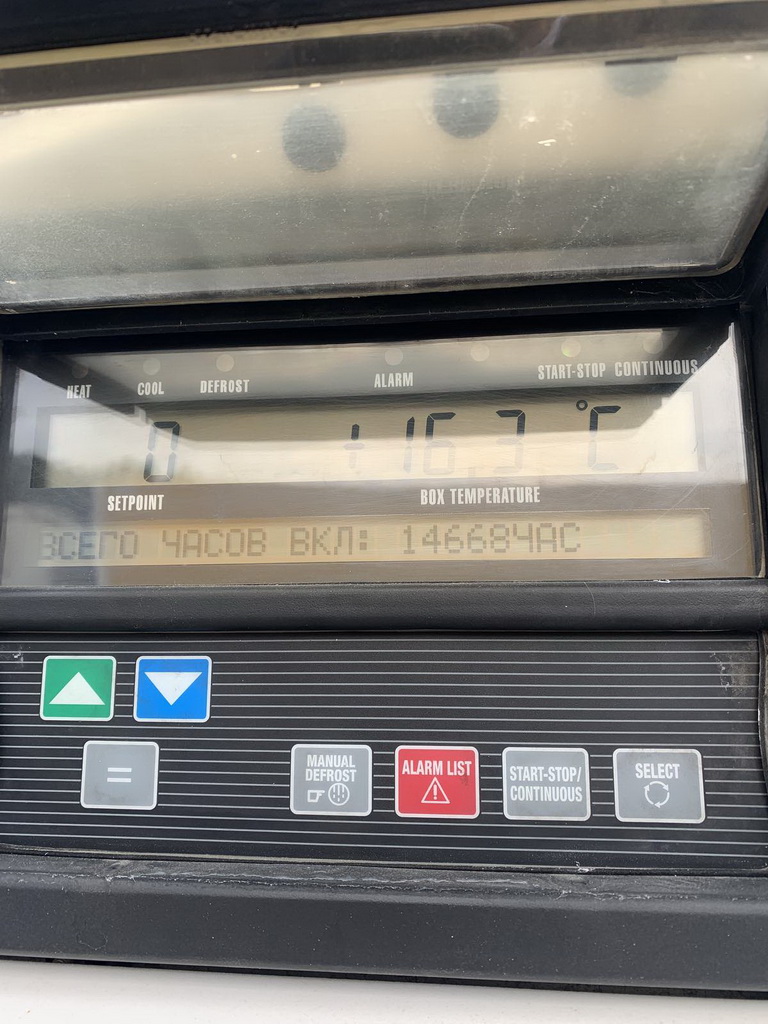 HEAT COOL DEFROST ALARM START-STOP CONTINUOUS
0 +16,3 °C
SETPOINT BOX TEMPERATURE
ВСЕГО ЧАСОВ ВКЛ: 14668ЧАС
MANUAL DEFROST
ALARM LIST
START-STOP/
CONTINUOUS
SELECT
=